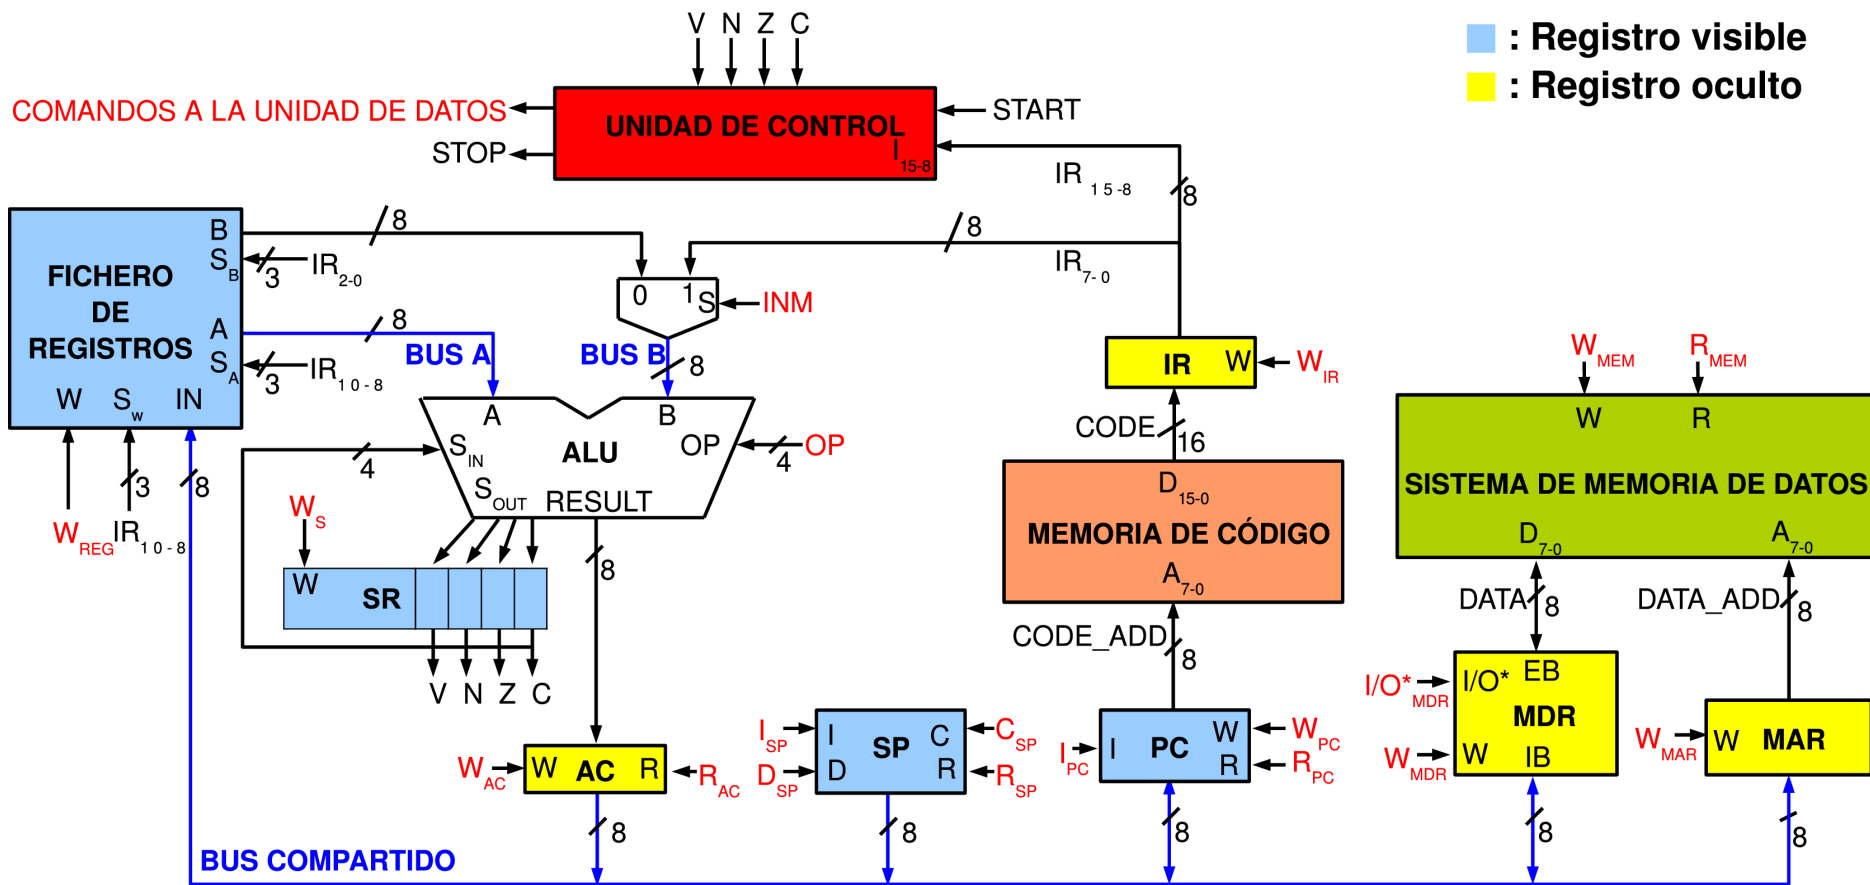 V N Z C
: Registro visible
: Registro oculto
COMANDOS A LA UNIDAD DE DATOS
UNIDAD DE CONTROL
START
STOP
I15-8
IR 15-8
8
FICHERO
DE
REGISTROS
B
SB
3
IR2-0
8
A
SA
3
IR10-8
8
W Sw IN
WREG
3
IR10-8
8
BUS A
BUS B
8
0 1 S
INM
8
IR7-0
IR
W
WIR
CODE
16
D15-0
MEMORIA DE CÓDIGO
A7-0
CODE_ADD
8
WMEM
RMEM
W
R
SISTEMA DE MEMORIA DE DATOS
D7-0
A7-0
DATA
8
DATA_ADD
8
A
B
SIN
ALU
OP
OP
4
4
SOUT
RESULT
WS
W
SR
8
V N Z C
WAC
W AC R
RAC
8
ISP
I
SP
C
CSP
DSP
D
R
RSP
8
IPC
I
PC
W
WPC
R
RPC
8
I/O*MDR
I/O*
EB
MDR
WMDR
W
IB
8
WMAR
W
MAR
8
BUS COMPARTIDO